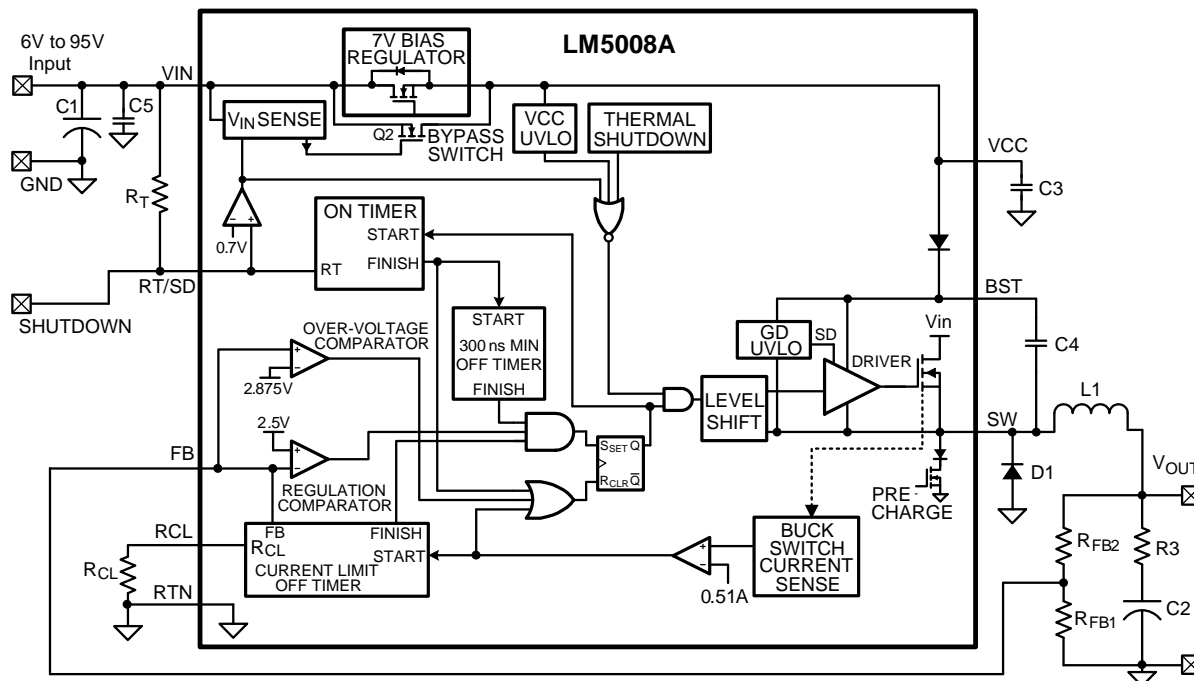 LM5008A
6V to 95V
Input
VIN
C1
C5
GND
7V BIAS
REGULATOR
VIN SENSE
Q2
BYPASS
SWITCH
VCC
UVLO
THERMAL
SHUTDOWN
VCC
C3
RT
0.7V
ON TIMER
START
RT
FINISH
RT/SD
SHUTDOWN
START
300 ns MIN
OFF TIMER
FINISH
OVER-VOLTAGE
COMPARATOR
2.875V
2.5V
FB
REGULATION
COMPARATOR
SSET Q
RCLR Q̅
LEVEL
SHIFT
GD
UVLO
SD
DRIVER
Vin
BST
C4
SW
L1
D1
PRE-
CHARGE
VOUT
RFB2
R3
RFB1
C2
BUCK
SWITCH
CURRENT
SENSE
0.51A
FB
FINISH
RCL
START
CURRENT LIMIT
OFF TIMER
RCL
RCL
RTN